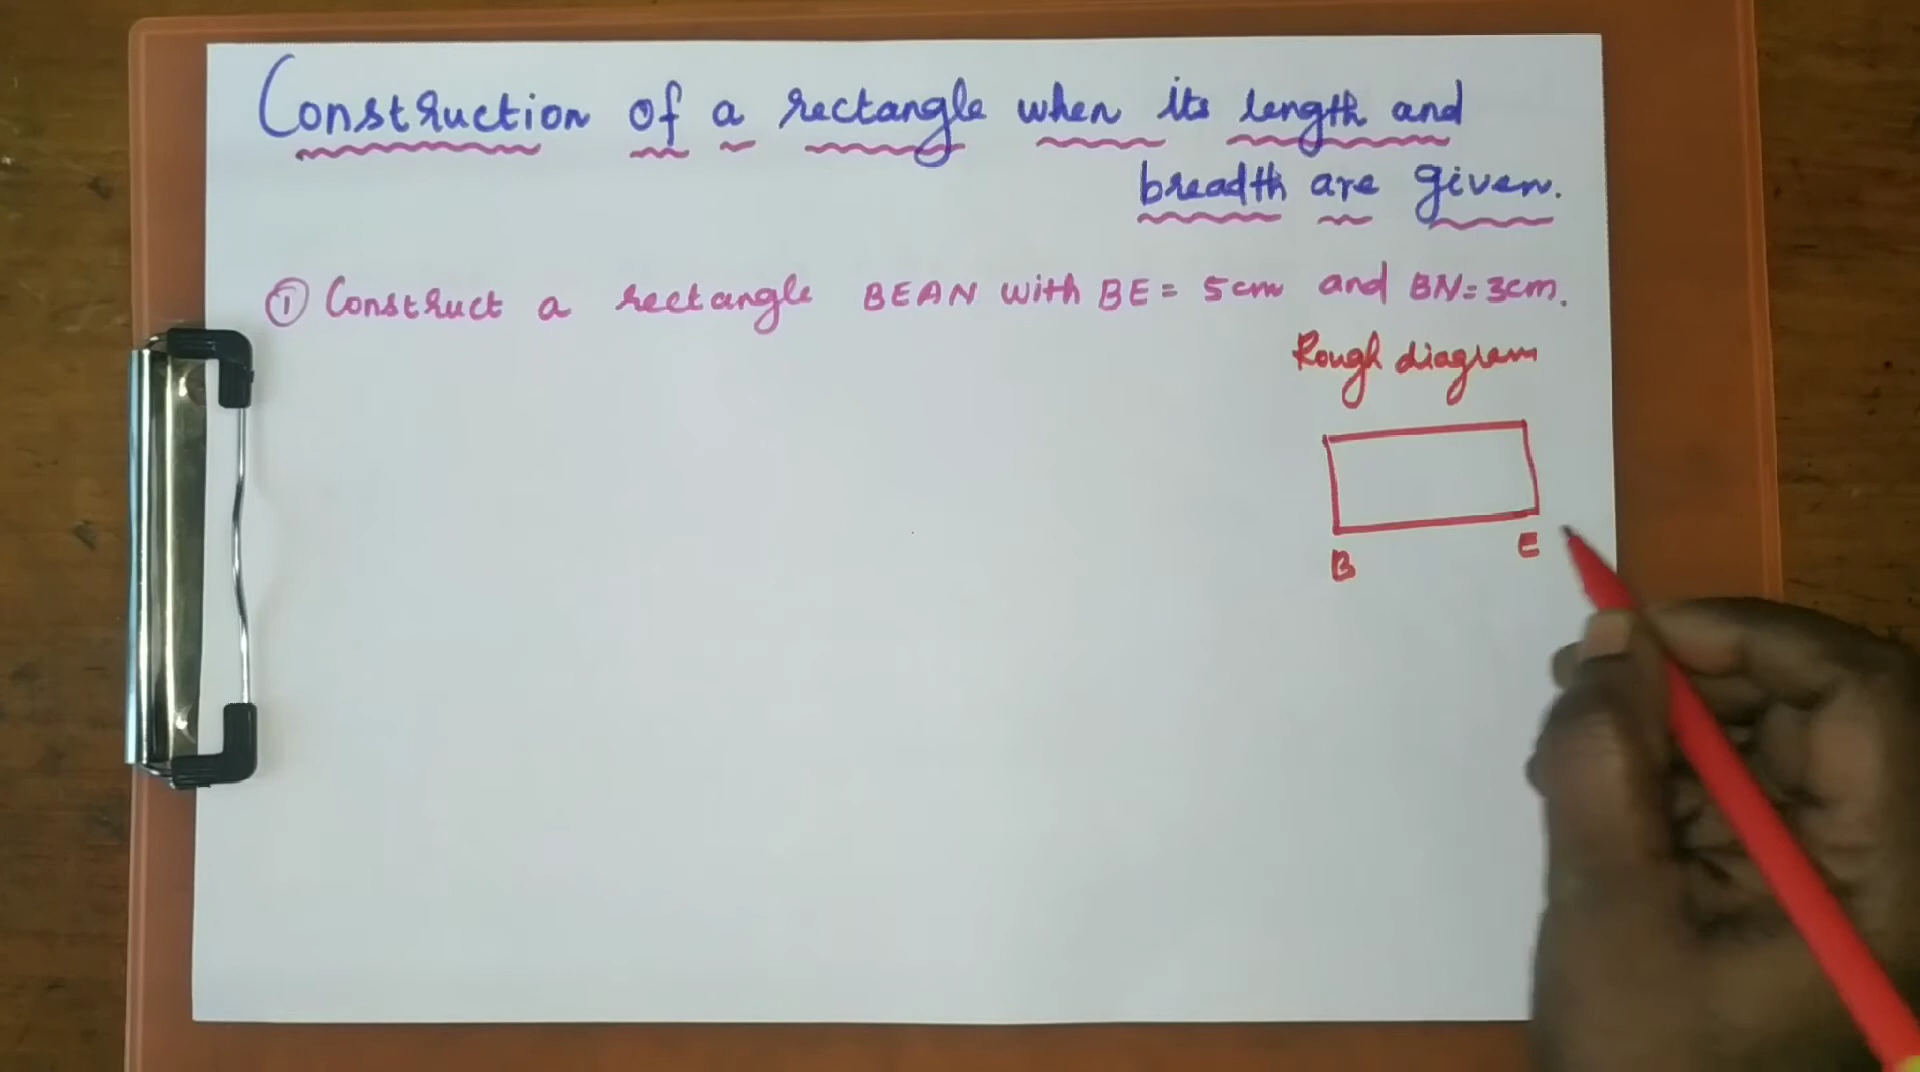 Construction of a rectangle when its length and
breadth are given.
① Construct a rectangle BEAN with BE = 5cm and BN = 3cm.
Rough diagram
B E